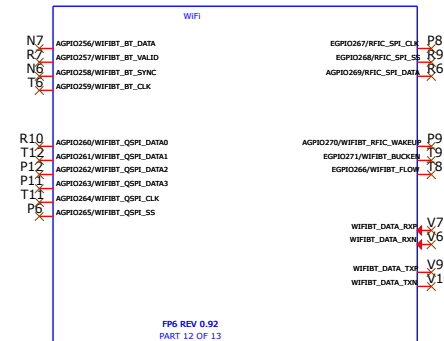 WiFi
N7 AGPIO256/WIFIBT_BT_DATA EGPIO267/RFIC_SPI_CLK P8
R7 AGPIO257/WIFIBT_BT_VALID EGPIO268/RFIC_SPI_SS R9
N6 AGPIO258/WIFIBT_BT_SYNC AGPIO269/RFIC_SPI_DATA R6
T6 AGPIO259/WIFIBT_BT_CLK
R10 AGPIO260/WIFIBT_QSPI_DATA0 AGPIO270/WIFIBT_RFIC_WAKEUP P9
T12 AGPIO261/WIFIBT_QSPI_DATA1 EGPIO271/WIFIBT_BUCKEN T9
P12 AGPIO262/WIFIBT_QSPI_DATA2 EGPIO266/WIFIBT_FLOW T8
P11 AGPIO263/WIFIBT_QSPI_DATA3
T11 AGPIO264/WIFIBT_QSPI_CLK
P6 AGPIO265/WIFIBT_QSPI_SS
WIFIBT_DATA_RXP V7
WIFIBT_DATA_RXN V6
WIFIBT_DATA_TXP V9
WIFIBT_DATA_TXN V1
FP6 REV 0.92
PART 12 OF 13